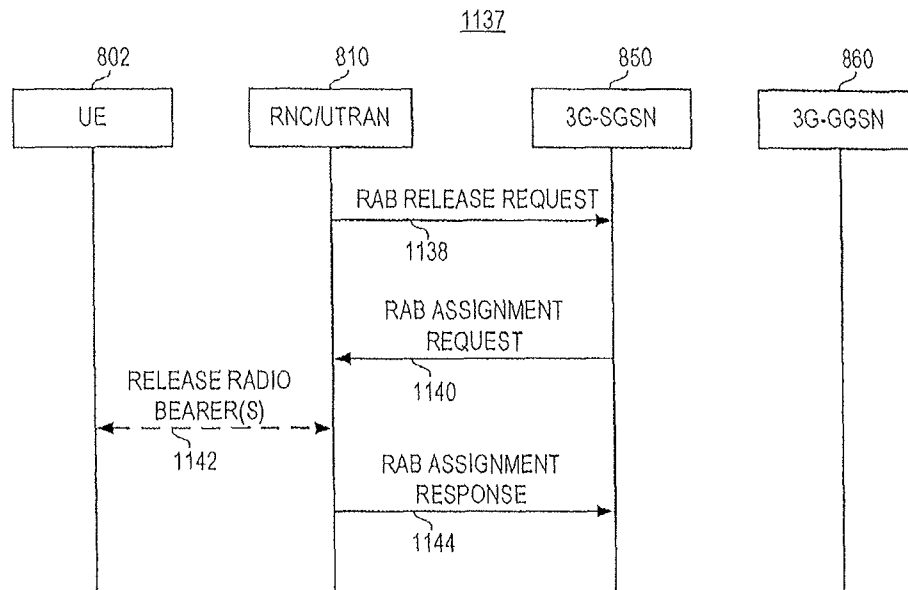 1137
802
810
850
860
UE
RNC/UTRAN
3G-SGSN
3G-GGSN
RAB RELEASE REQUEST
1138
RAB ASSIGNMENT
REQUEST
1140
RELEASE RADIO
BEARER(S)
1142
RAB ASSIGNMENT
RESPONSE
1144